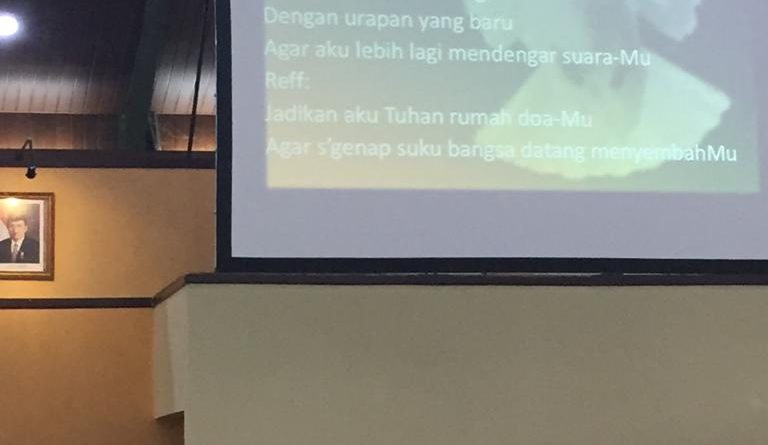 Dengan urapan yang baru
Agar aku lebih lagi mendengar suara-Mu
Reff:
Jadikan aku Tuhan rumah doa-Mu
Agar s'genap suku bangsa datang menyembahMu